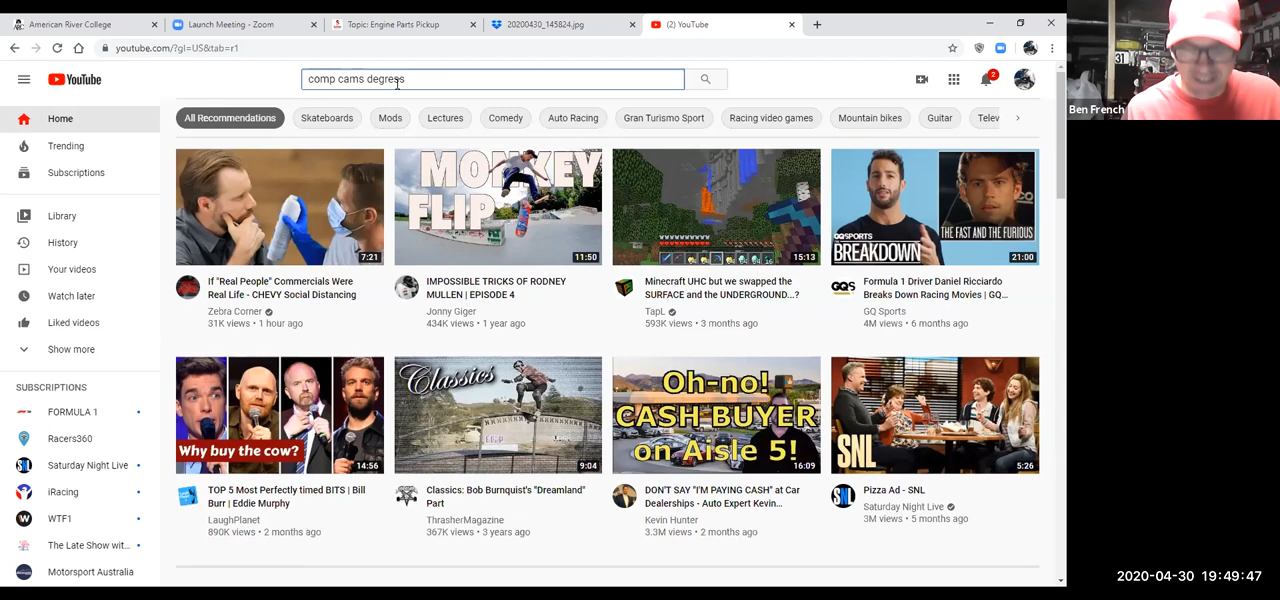 American River College
Launch Meeting - Zoom
Topic: Engine Parts Pickup
20200430_145824.jpg
(2) YouTube
youtube.com/?gl=US&tab=r1
YouTube
comp cams degress
2
Ben French
Home
Trending
Subscriptions
Library
History
Your videos
Watch later
Liked videos
Show more
SUBSCRIPTIONS
FORMULA 1
Racers360
Saturday Night Live
iRacing
WTF1
The Late Show wit...
Motorsport Australia
All Recommendations
Skateboards
Mods
Lectures
Comedy
Auto Racing
Gran Turismo Sport
Racing video games
Mountain bikes
Guitar
Telev
7:21
If "Real People" Commercials Were
Real Life - CHEVY Social Distancing
Zebra Corner
31K views • 1 hour ago
MONKEY
FLIP
11:50
IMPOSSIBLE TRICKS OF RODNEY
MULLEN | EPISODE 4
Jonny Giger
434K views • 1 year ago
15:13
Minecraft UHC but we swapped the
SURFACE and the UNDERGROUND...?
TapL
593K views • 3 months ago
GQSPORTS
BREAKDOWN
THE FAST AND THE FURIOUS
21:00
GQS
Formula 1 Driver Daniel Ricciardo
Breaks Down Racing Movies | GQ...
GQ Sports
4M views • 6 months ago
Why buy the cow?
14:56
TOP 5 Most Perfectly timed BITS | Bill
Burr | Eddie Murphy
LaughPlanet
890K views • 2 months ago
Classics
9:04
Classics: Bob Burnquist's "Dreamland"
Part
ThrasherMagazine
367K views • 3 years ago
Oh-no!
CASH BUYER
on Aisle 5!
16:09
DON'T SAY "I'M PAYING CASH" at Car
Dealerships - Auto Expert Kevin...
Kevin Hunter
3.3M views • 2 months ago
SNL
5:26
Pizza Ad - SNL
Saturday Night Live
3M views • 5 months ago
2020-04-30 19:49:47